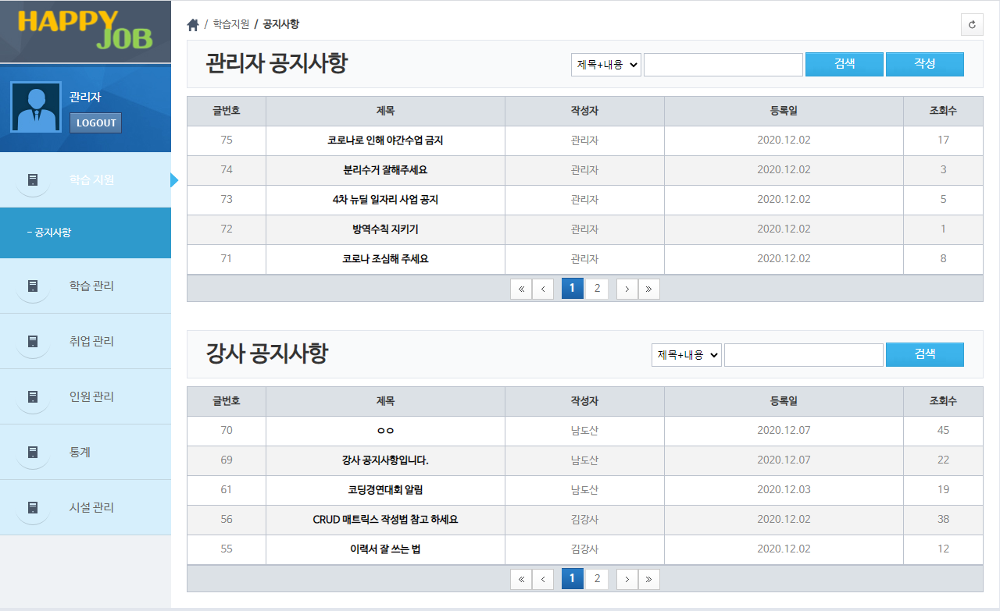 HAPPY
JOB
관리자
LOGOUT
학습 지원
- 공지사항
학습 관리
취업 관리
인원 관리
통계
시설 관리
/ 학습지원 / 공지사항
관리자 공지사항
제목+내용 검색 작성
글번호 제목 작성자 등록일 조회수
75 코로나로 인해 야간수업 금지 관리자 2020.12.02 17
74 분리수거 잘해주세요 관리자 2020.12.02 3
73 4차 뉴딜 일자리 사업 공지 관리자 2020.12.02 5
72 방역수칙 지키기 관리자 2020.12.02 1
71 코로나 조심해 주세요 관리자 2020.12.02 8
« ‹ 1 2 › »
강사 공지사항
제목+내용 검색
글번호 제목 작성자 등록일 조회수
70 ㅇㅇ 남도산 2020.12.07 45
69 강사 공지사항입니다. 남도산 2020.12.07 22
61 코딩경연대회 알림 남도산 2020.12.03 19
56 CRUD 매트릭스 작성법 참고 하세요 김강사 2020.12.02 38
55 이력서 잘 쓰는 법 김강사 2020.12.02 12
« ‹ 1 2 › »